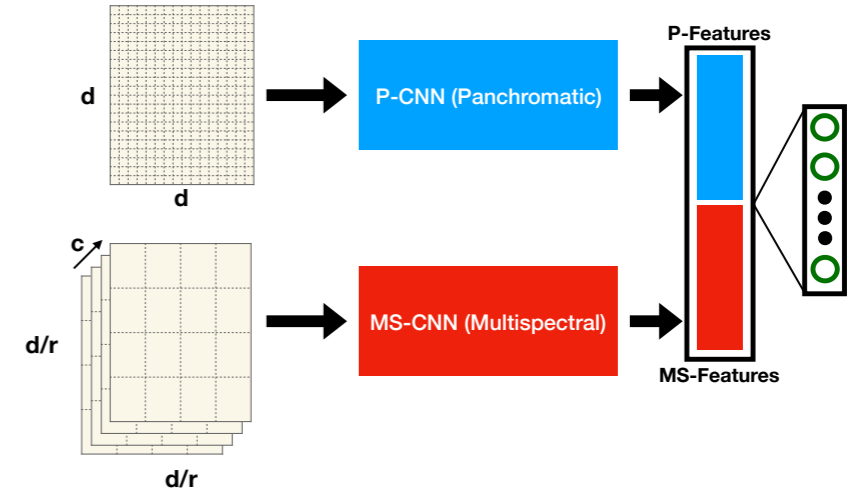 P-Features
d
P-CNN (Panchromatic)
d
c
d/r
MS-CNN (Multispectral)
MS-Features
d/r